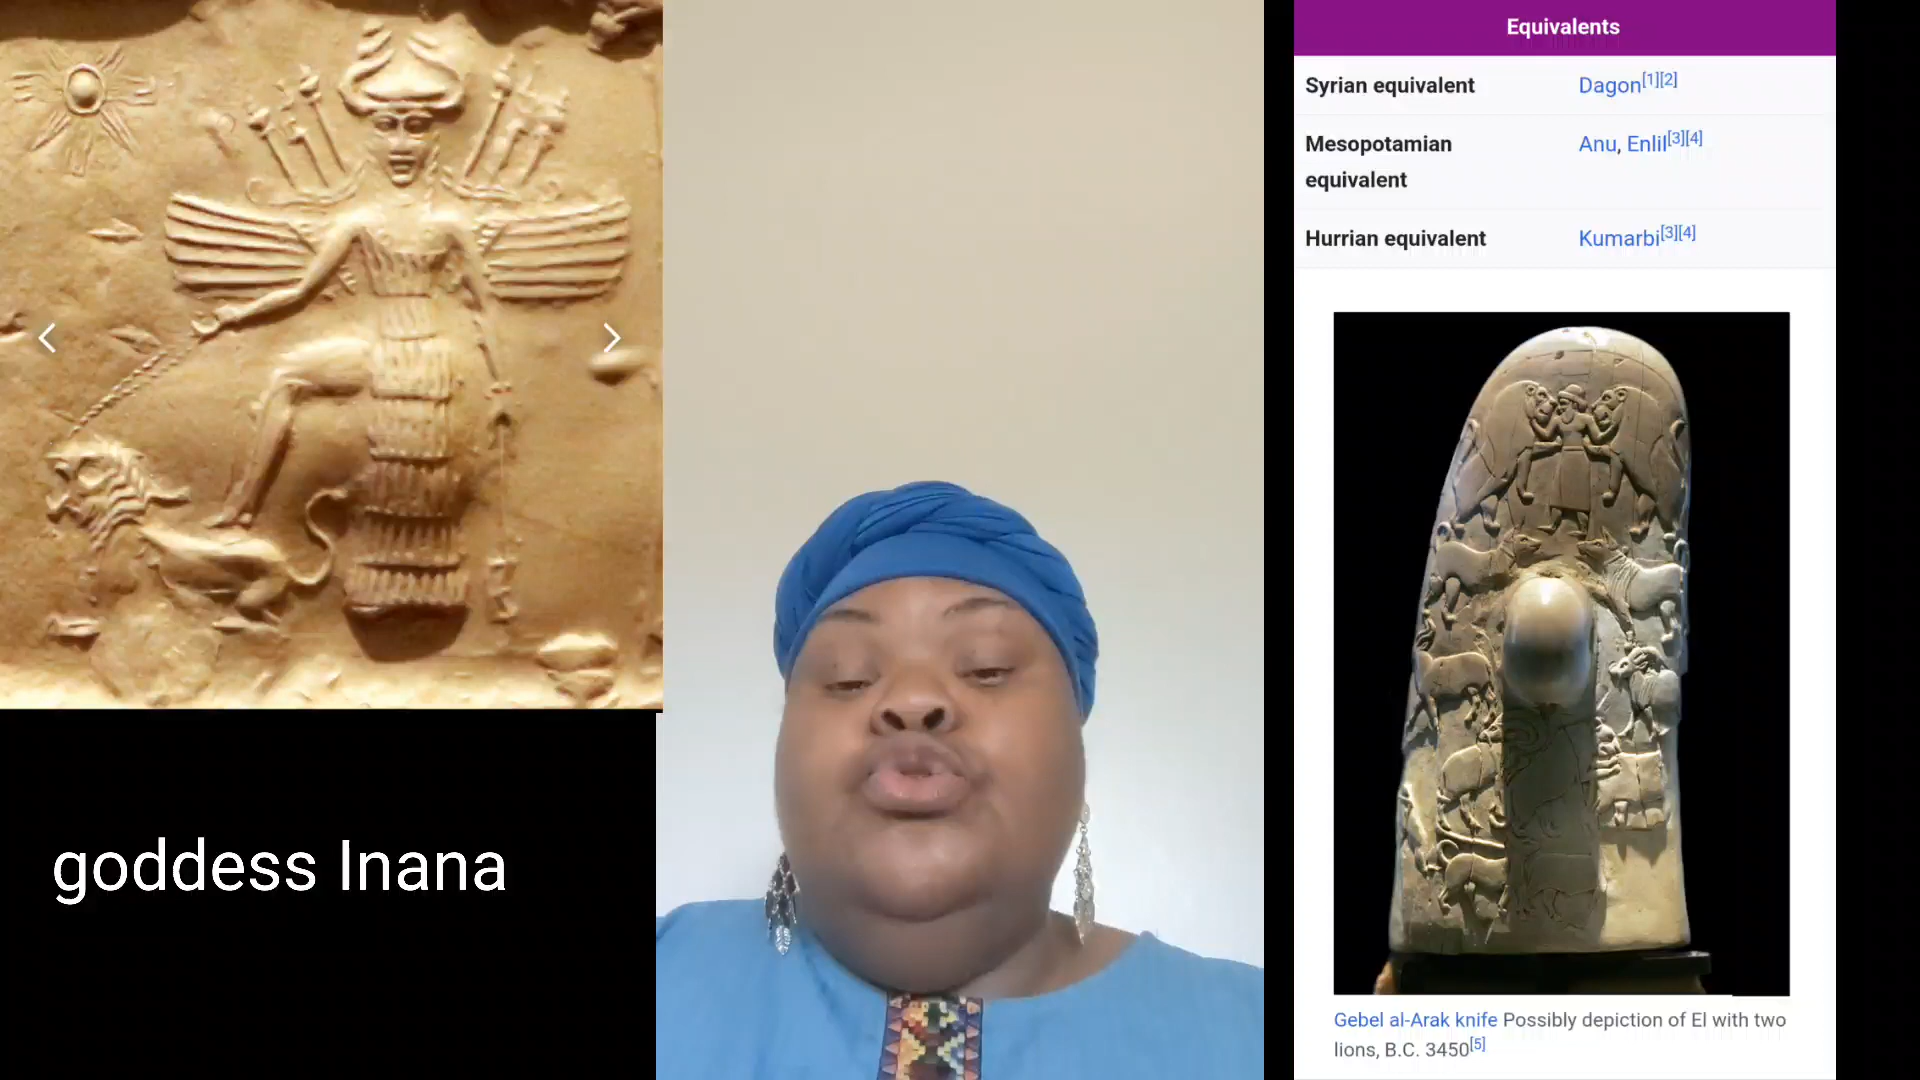 goddess Inana
Equivalents
Syrian equivalent Dagon[1][2]
Mesopotamian equivalent Anu, Enlil[3][4]
Hurrian equivalent Kumarbi[3][4]
Gebel al-Arak knife Possibly depiction of El with two
lions, B.C. 3450[5]